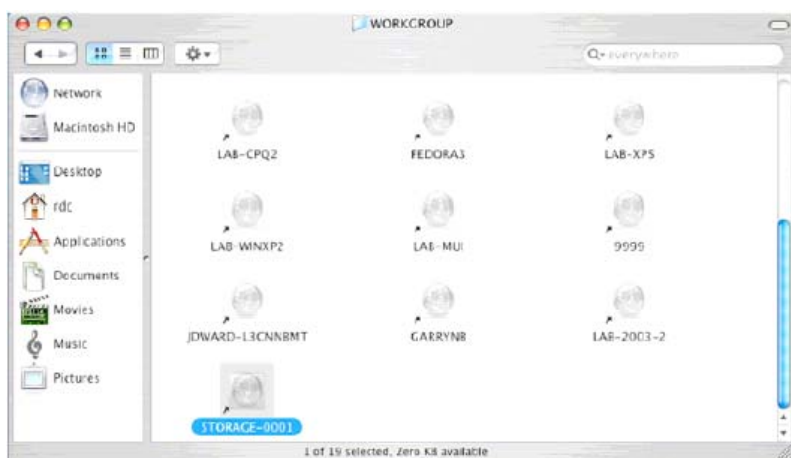 WORKGROUP
everywhere
Network
Macintosh HD
Desktop
rdc
Applications
Documents
Movies
Music
Pictures
LAB-CPQ2
FEDORA3
LAB-XP5
LAB-WINXP2
LAB-MUI
9999
JDWARD-L3CNNBMT
GARRYNB
LAB-2003-2
STORAGE-0001
1 of 19 selected, Zero KB available